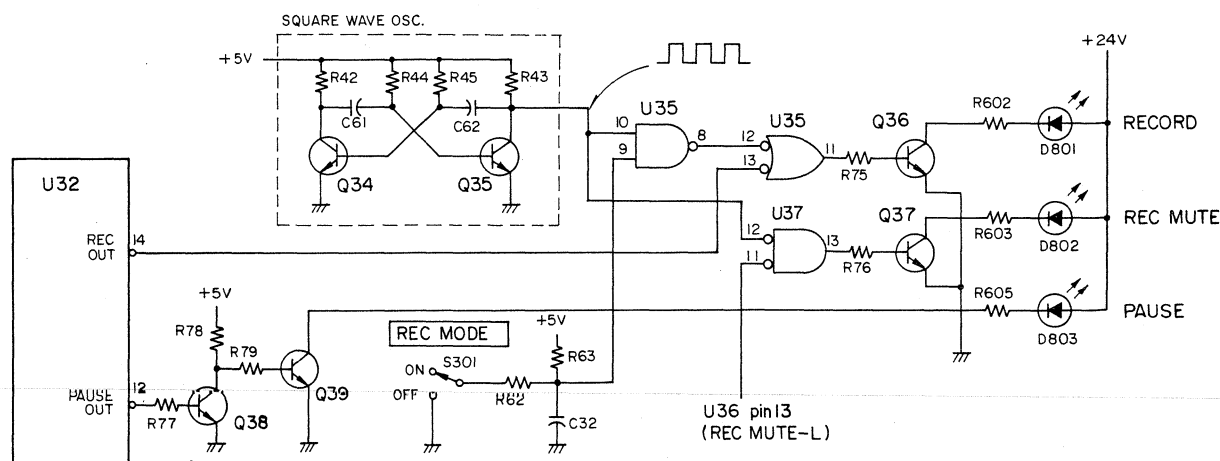 SQUARE WAVE OSC.
+5V
R42
R44
R45
R43
C61
C62
Q34
Q35
+24V
U35
10
9
8
U35
12
13
11
R75
Q36
R602
D801
RECORD
U32
REC
OUT
14
U37
12
11
13
R76
Q37
R603
D802
REC MUTE
R605
D803
PAUSE
+5V
R78
R79
Q39
PAUSE
OUT
12
R77
Q38
REC MODE
S301
ON
OFF
R62
+5V
R63
C32
U36 pin13
(REC MUTE-L)